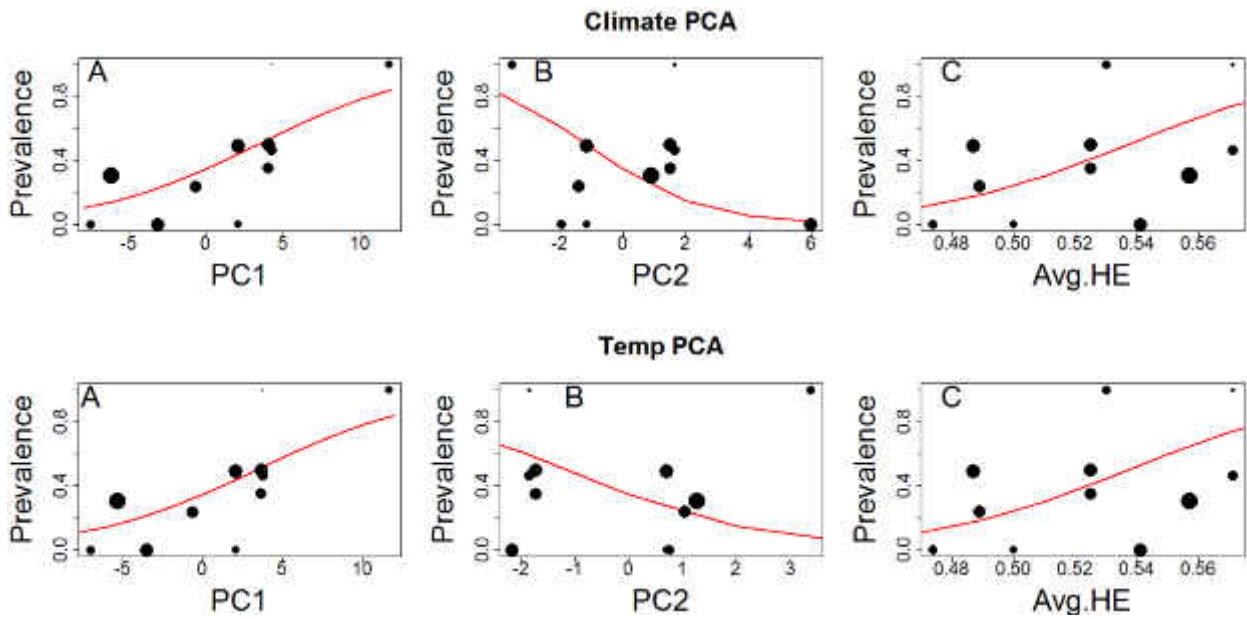 Climate PCA
A
B
C
Prevalence
Prevalence
Prevalence
0.0 0.4 0.8
0.0 0.4 0.8
0.0 0.4 0.8
-5 0 5 10
-2 0 2 4 6
0.48 0.50 0.52 0.54 0.56
PC1
PC2
Avg.HE
Temp PCA
A
B
C
Prevalence
Prevalence
Prevalence
0.0 0.4 0.8
0.0 0.4 0.8
0.0 0.4 0.8
-5 0 5 10
-2 -1 0 1 2 3
0.48 0.50 0.52 0.54 0.56
PC1
PC2
Avg.HE